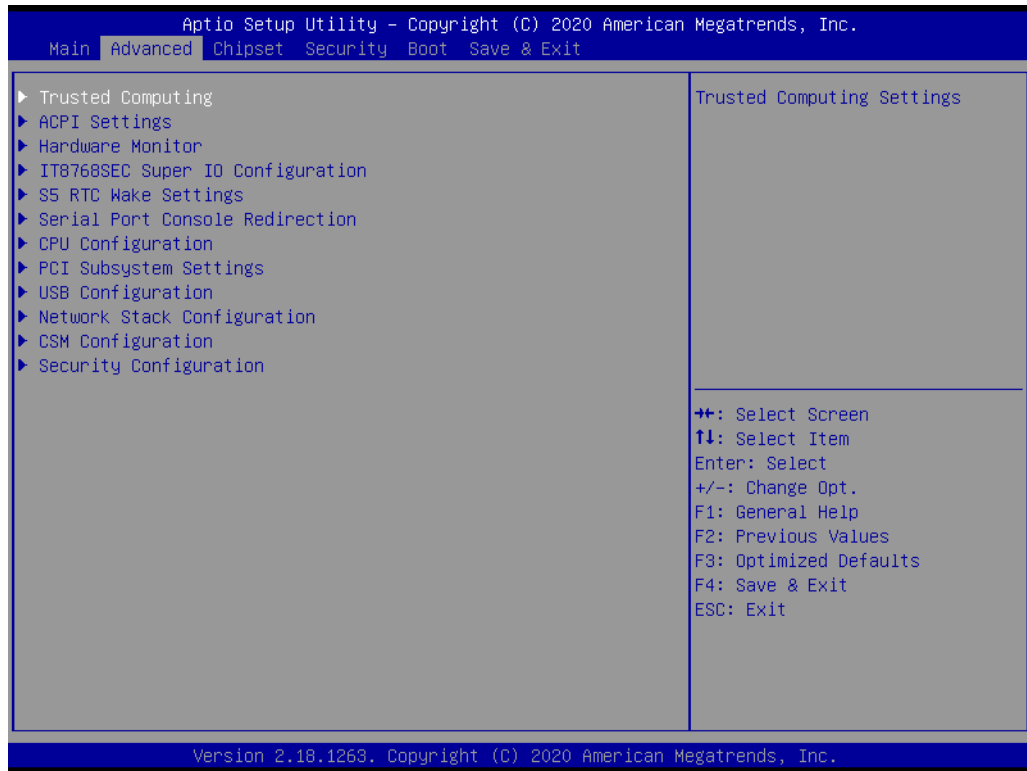 Aptio Setup Utility – Copyright (C) 2020 American Megatrends, Inc.
Main Advanced Chipset Security Boot Save & Exit
▶ Trusted Computing
▶ ACPI Settings
▶ Hardware Monitor
▶ IT8768SEC Super IO Configuration
▶ S5 RTC Wake Settings
▶ Serial Port Console Redirection
▶ CPU Configuration
▶ PCI Subsystem Settings
▶ USB Configuration
▶ Network Stack Configuration
▶ CSM Configuration
▶ Security Configuration
Trusted Computing Settings
→←: Select Screen
↑↓: Select Item
Enter: Select
+/-: Change Opt.
F1: General Help
F2: Previous Values
F3: Optimized Defaults
F4: Save & Exit
ESC: Exit
Version 2.18.1263. Copyright (C) 2020 American Megatrends, Inc.